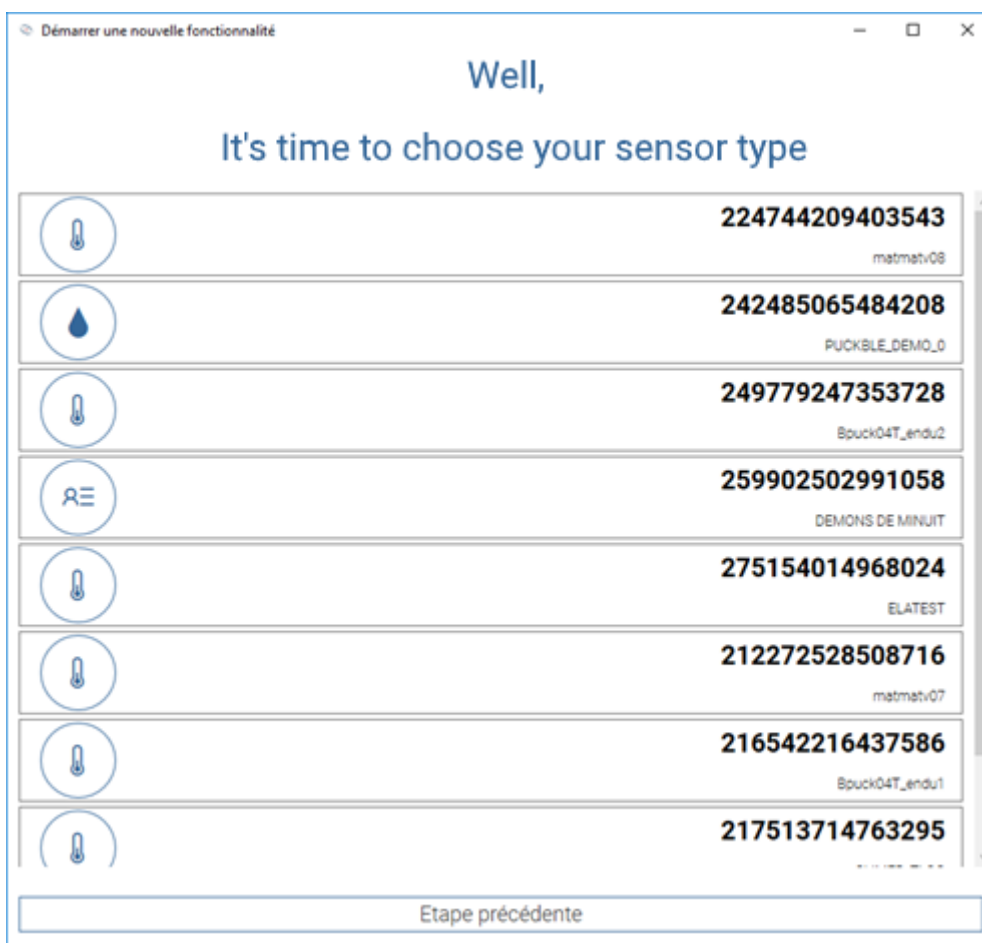 Démarrer une nouvelle fonctionnalité
Well,
It's time to choose your sensor type
224744209403543
matmatv08
242485065484208
PUCKBLE_DEMO_0
249779247353728
Bpuck04T_endu2
259902502991058
DEMONS DE MINUIT
275154014968024
ELATEST
212272528508716
matmatv07
216542216437586
Bpuck04T_endu1
217513714763295
Etape précédente